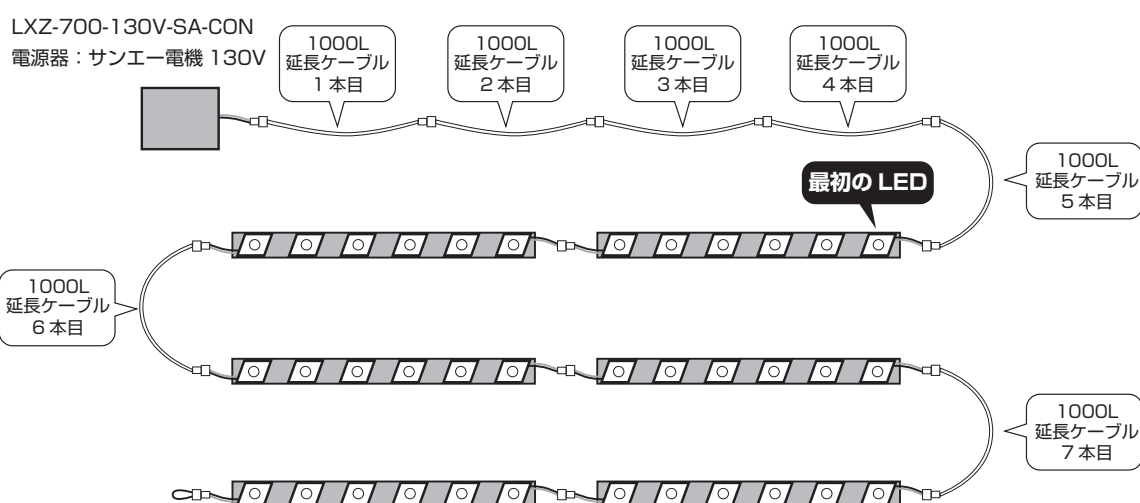 LXZ-700-130V-SA-CON
電源器：サンエー電機 130V
1000L
延長ケーブル
1 本目
1000L
延長ケーブル
2 本目
1000L
延長ケーブル
3 本目
1000L
延長ケーブル
4 本目
1000L
延長ケーブル
5 本目
最初の LED
1000L
延長ケーブル
6 本目
1000L
延長ケーブル
7 本目